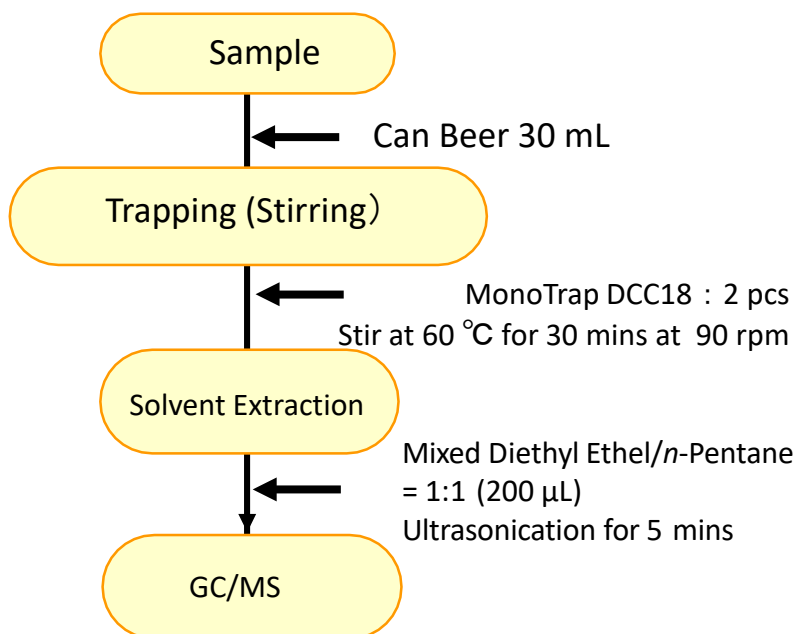 Sample
Can Beer 30 mL
Trapping (Stirring）
MonoTrap DCC18：2 pcs
Stir at 60 ℃ for 30 mins at 90 rpm
Solvent Extraction
Mixed Diethyl Ethel/n-Pentane
= 1:1 (200 µL)
Ultrasonication for 5 mins
GC/MS